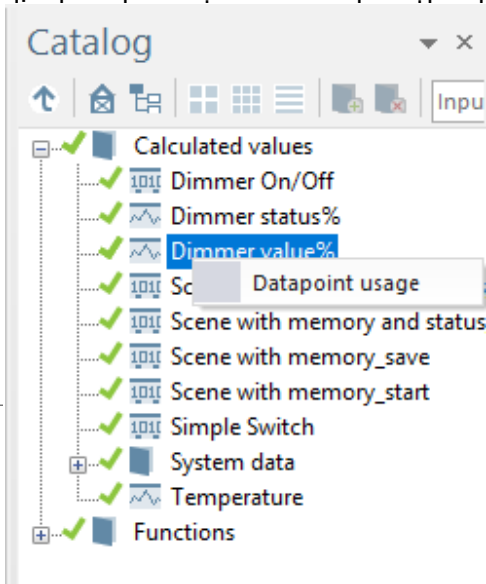 Catalog
Inpu
Calculated values
Dimmer On/Off
Dimmer status%
Dimmer value%
Datapoint usage
Scene with memory and status
Scene with memory_save
Scene with memory_start
Simple Switch
System data
Temperature
Functions